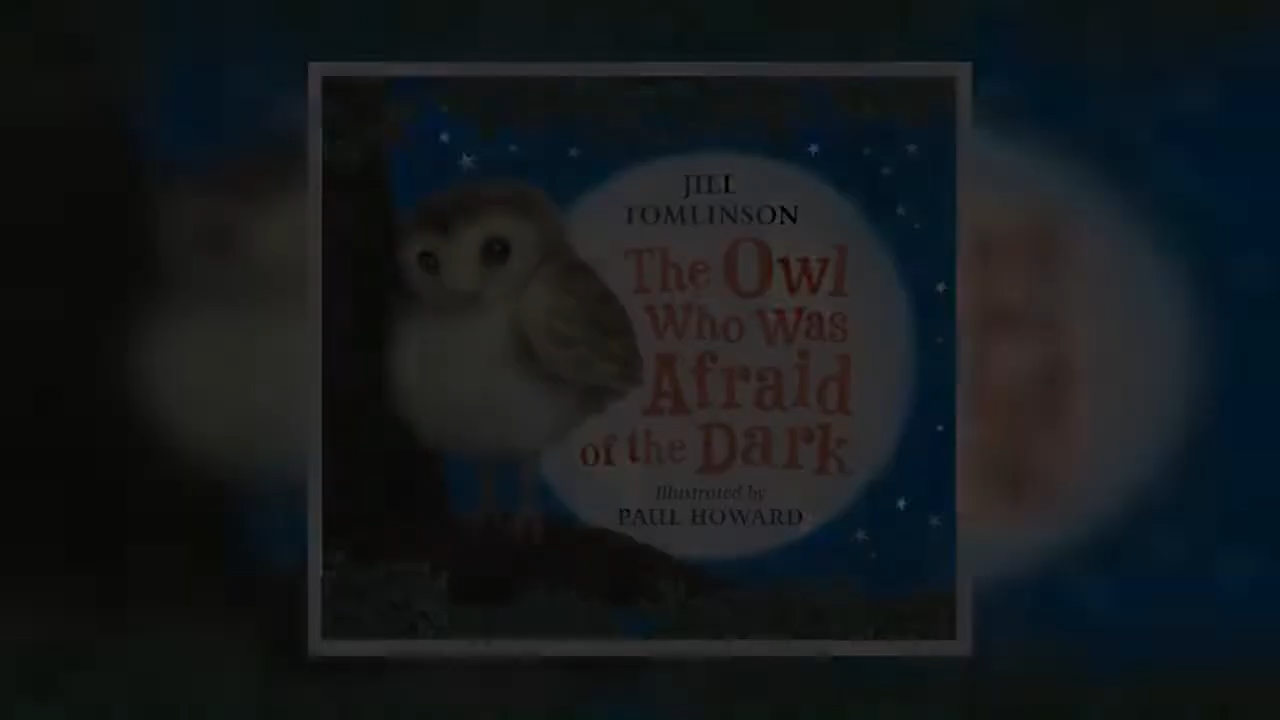 JILL
TOMLINSON
The Owl
Who Was
Afraid
of the Dark
Illustrated by
PAUL HOWARD